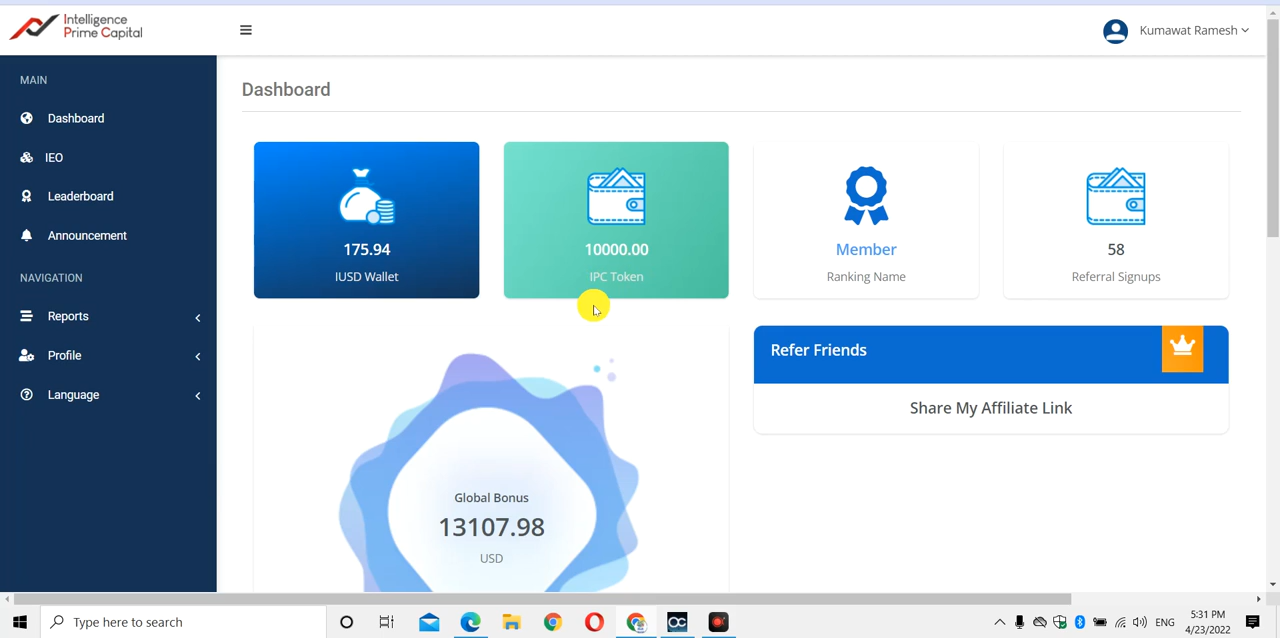 Intelligence
Prime Capital
Kumawat Ramesh
MAIN
Dashboard
IEO
Leaderboard
Announcement
NAVIGATION
Reports
Profile
Language
Dashboard
175.94
IUSD Wallet
10000.00
IPC Token
Member
Ranking Name
58
Referral Signups
Refer Friends
Share My Affiliate Link
Global Bonus
13107.98
USD
Type here to search
OC
ENG
5:31 PM
4/23/2022